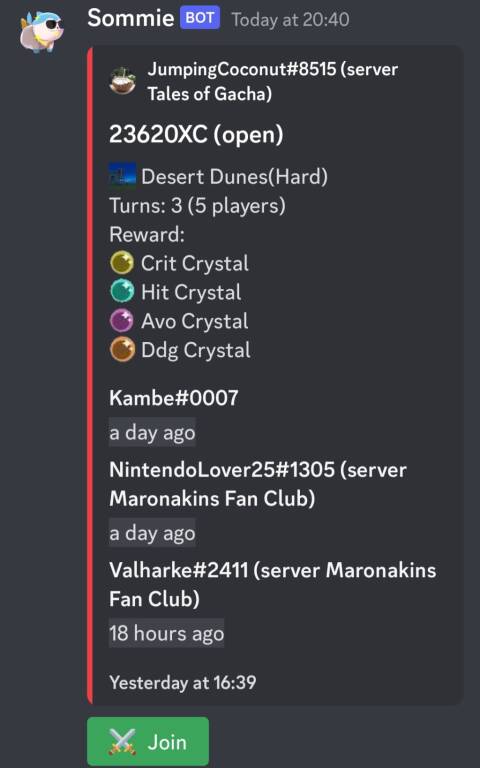 Sommie BOT Today at 20:40
JumpingCoconut#8515 (server
Tales of Gacha)
23620XC (open)
Desert Dunes(Hard)
Turns: 3 (5 players)
Reward:
Crit Crystal
Hit Crystal
Avo Crystal
Ddg Crystal
Kambe#0007
a day ago
NintendoLover25#1305 (server
Maronakins Fan Club)
a day ago
Valharke#2411 (server Maronakins
Fan Club)
18 hours ago
Yesterday at 16:39
Join